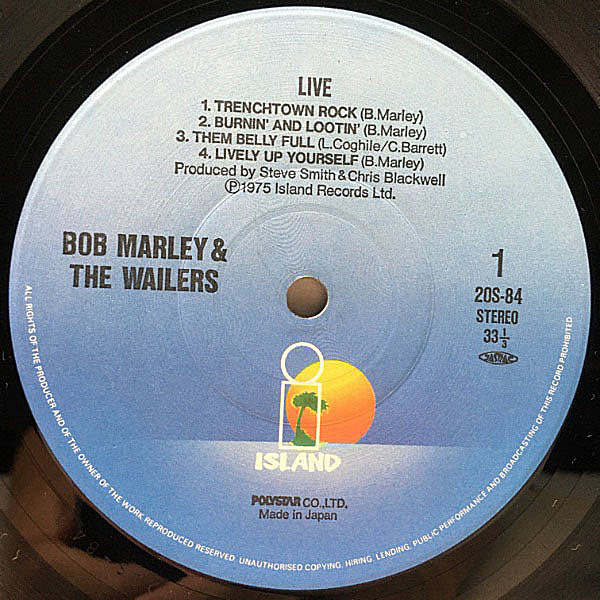 LIVE
1. TRENCHTOWN ROCK (B.Marley)
2. BURNIN' AND LOOTIN' (B.Marley)
3. THEM BELLY FULL (L.Coghile/C.Barrett)
4. LIVELY UP YOURSELF (B.Marley)
Produced by Steve Smith & Chris Blackwell
Ⓟ1975 Island Records Ltd.
BOB MARLEY &
THE WAILERS
1
20S-84
STEREO
33 1/3
JASRAC
i
ISLAND
POLYSTAR CO.,LTD.
Made in Japan
ALL RIGHTS OF THE PRODUCER AND OF THE OWNER OF THE WORK REPRODUCED RESERVED. UNAUTHORISED COPYING, HIRING, LENDING, PUBLIC PERFORMANCE AND BROADCASTING OF THIS RECORD PROHIBITED